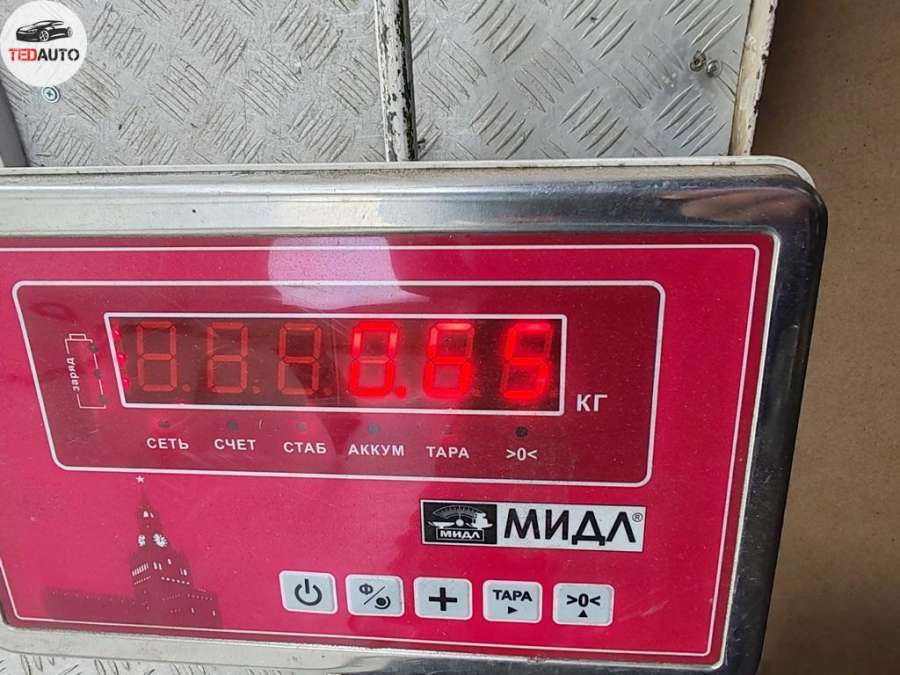 TEDAUTO
заряд
0.65
КГ
СЕТЬ СЧЕТ СТАБ АККУМ ТАРА >0<
МИДЛ МИДЛ®
Ф + ТАРА >0<